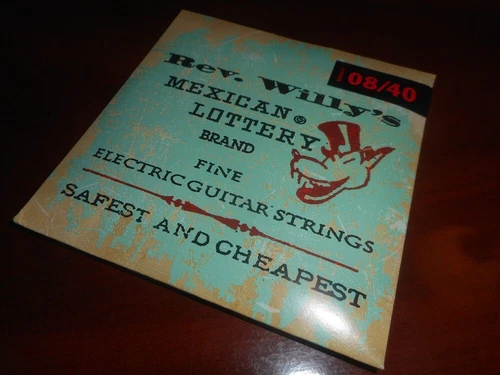 Rev. Willy's
08/40
MEXICAN®
LOTTERY
BRAND
FINE
ELECTRIC GUITAR STRINGS
SAFEST AND CHEAPEST